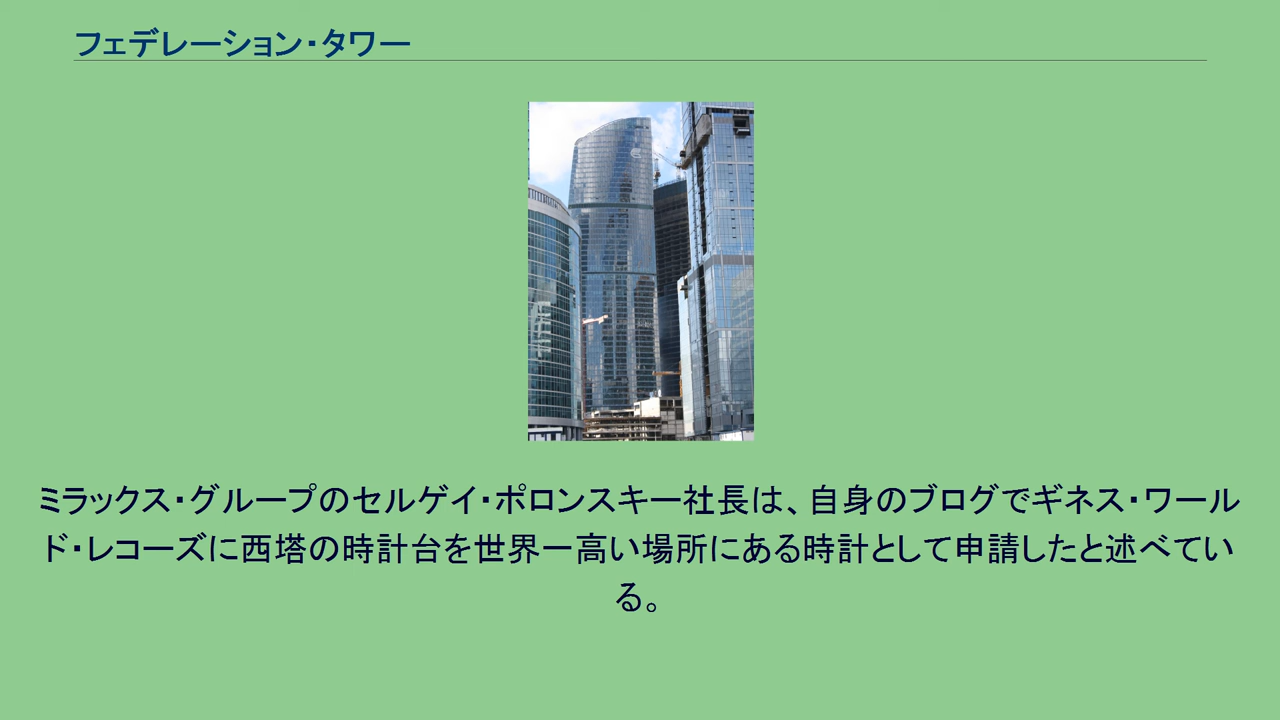 フェデレーション・タワー
ミラックス・グループのセルゲイ・ポロンスキー社長は、自身のブログでギネス・ワール
ド・レコーズに西塔の時計台を世界一高い場所にある時計として申請したと述べてい
る。